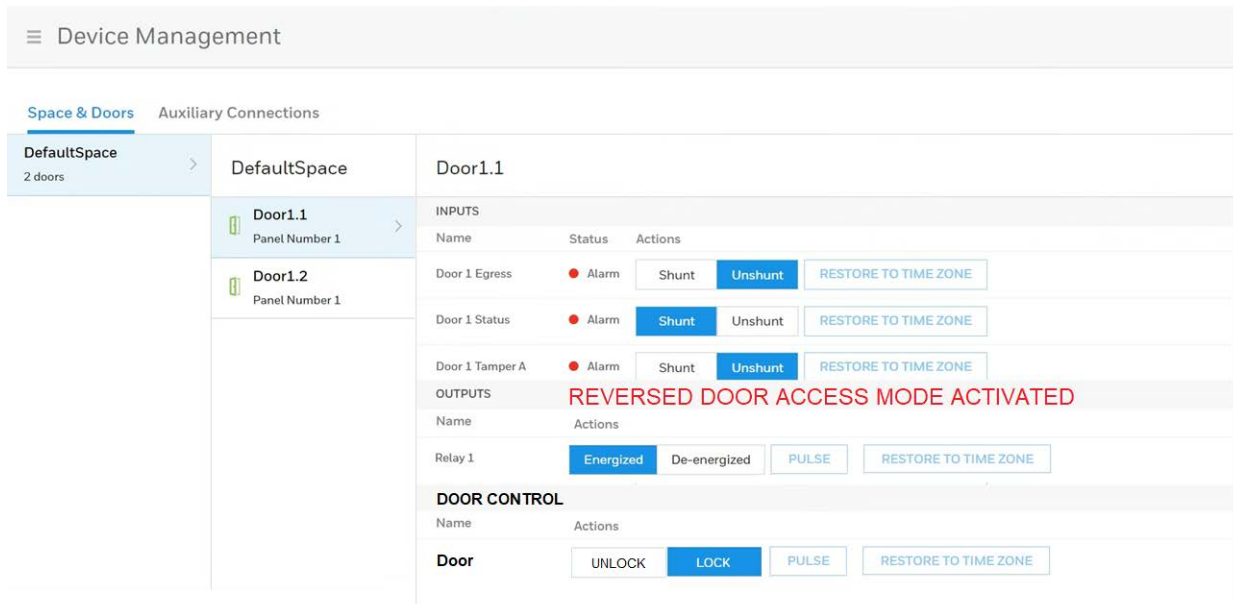 Device Management
Space & Doors Auxiliary Connections
DefaultSpace
2 doors
DefaultSpace
Door1.1
Panel Number 1
Door1.2
Panel Number 1
Door1.1
INPUTS
Name Status Actions
Door 1 Egress Alarm Shunt Unshunt RESTORE TO TIME ZONE
Door 1 Status Alarm Shunt Unshunt RESTORE TO TIME ZONE
Door 1 Tamper A Alarm Shunt Unshunt RESTORE TO TIME ZONE
OUTPUTS REVERSED DOOR ACCESS MODE ACTIVATED
Name Actions
Relay 1 Energized De-energized PULSE RESTORE TO TIME ZONE
DOOR CONTROL
Name Actions
Door UNLOCK LOCK PULSE RESTORE TO TIME ZONE